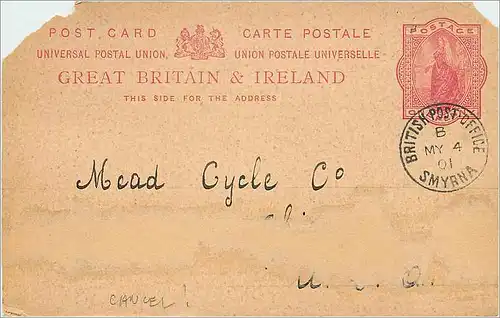 POST CARD CARTE POSTALE
UNIVERSAL POSTAL UNION, UNION POSTALE UNIVERSELLE
GREAT BRITAIN & IRELAND
THIS SIDE FOR THE ADDRESS
POSTAGE
BRITISH POST OFFICE
B
MY 4
01
SMYRNA
Mead Cycle Co
U. S. A.
CANCEL!